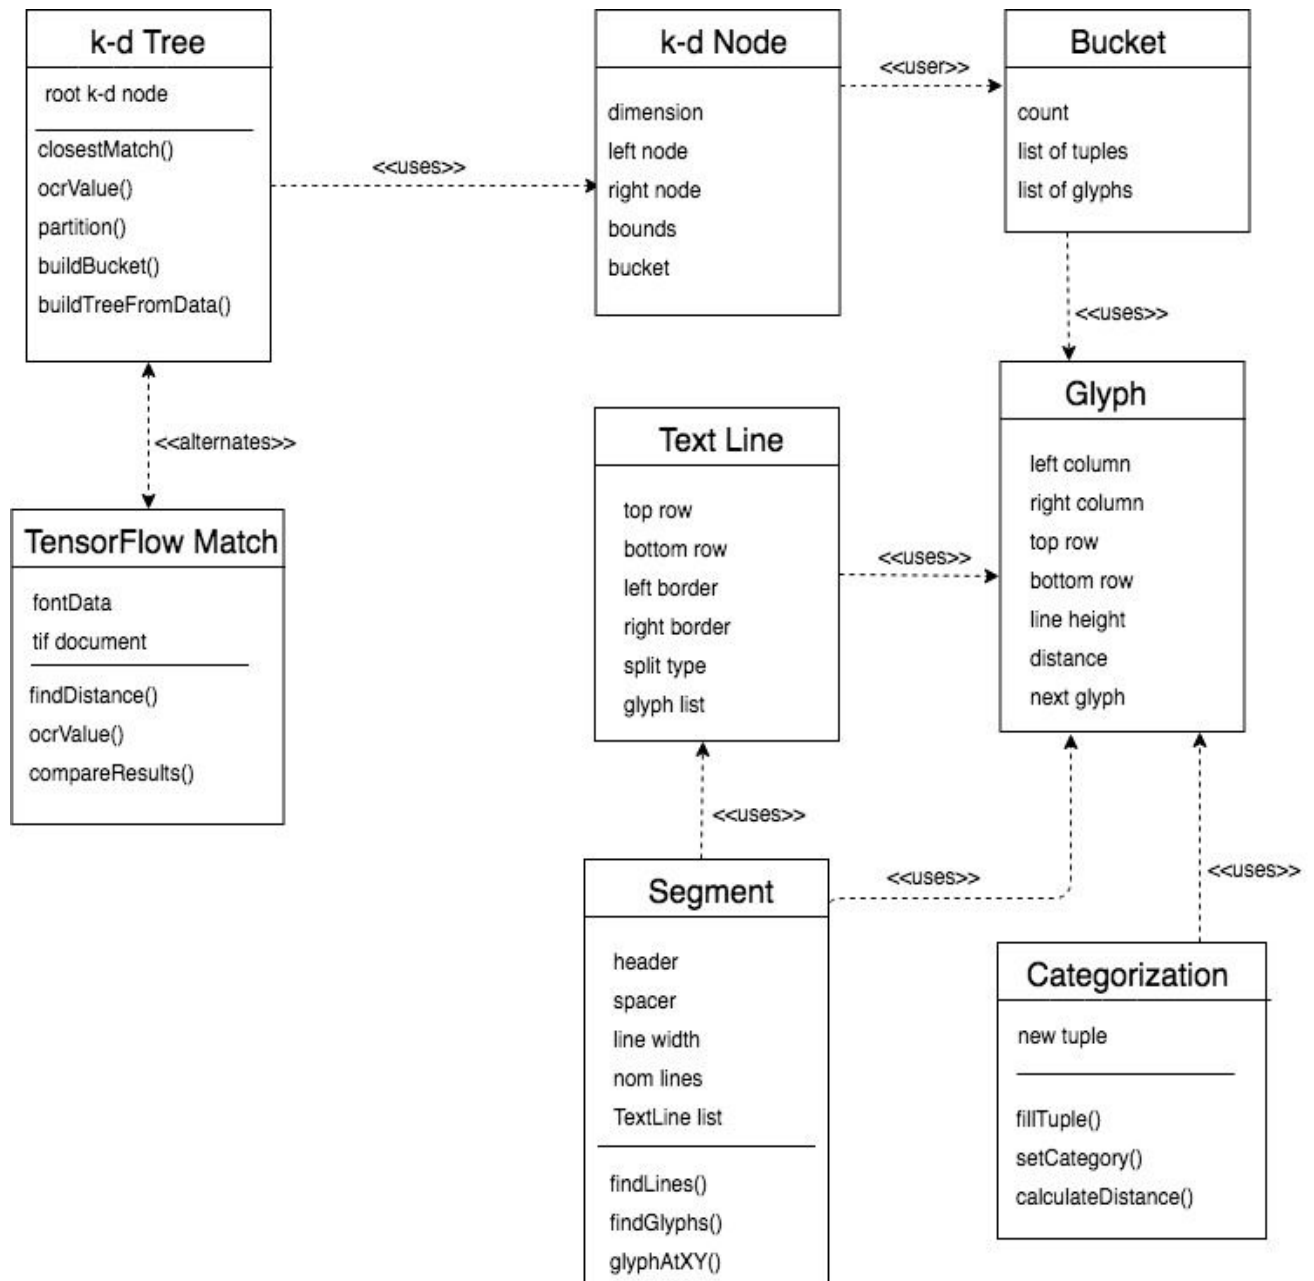 k-d Tree
root k-d node
closestMatch()
ocrValue()
partition()
buildBucket()
buildTreeFromData()
<<uses>>
k-d Node
dimension
left node
right node
bounds
bucket
<<user>>
Bucket
count
list of tuples
list of glyphs
<<uses>>
<<alternates>>
TensorFlow Match
fontData
tif document
findDistance()
ocrValue()
compareResults()
Text Line
top row
bottom row
left border
right border
split type
glyph list
<<uses>>
Glyph
left column
right column
top row
bottom row
line height
distance
next glyph
<<uses>>
<<uses>>
<<uses>>
Segment
header
spacer
line width
nom lines
TextLine list
findLines()
findGlyphs()
glyphAtXY()
Categorization
new tuple
fillTuple()
setCategory()
calculateDistance()